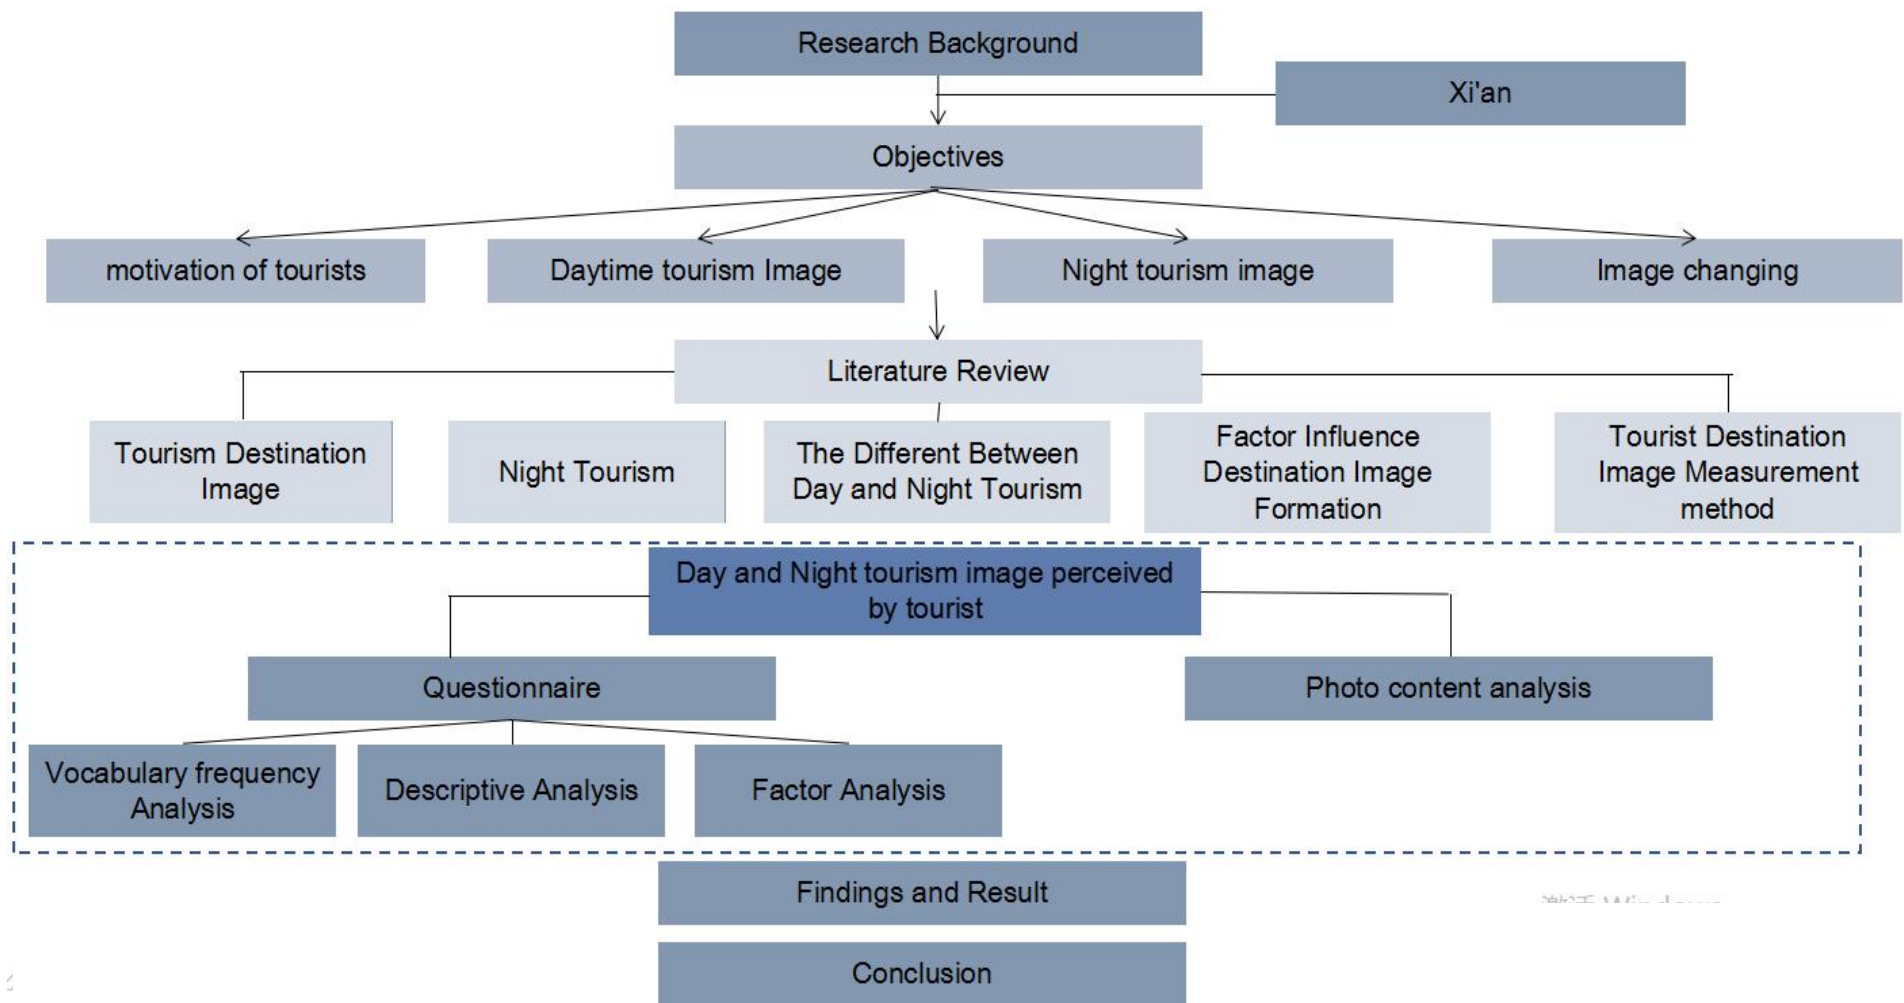 Research Background
Xi'an
Objectives
motivation of tourists
Daytime tourism Image
Night tourism image
Image changing
Literature Review
Tourism Destination
Image
Night Tourism
The Different Between
Day and Night Tourism
Factor Influence
Destination Image
Formation
Tourist Destination
Image Measurement
method
Day and Night tourism image perceived
by tourist
Questionnaire
Photo content analysis
Vocabulary frequency
Analysis
Descriptive Analysis
Factor Analysis
Findings and Result
激活 Windows
Conclusion